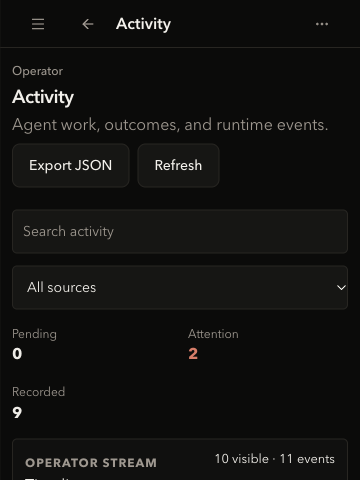 Activity
Operator
Activity
Agent work, outcomes, and runtime events.
Export JSON Refresh
Search activity
All sources
Pending Attention
0 2
Recorded
9
OPERATOR STREAM 10 visible · 11 events